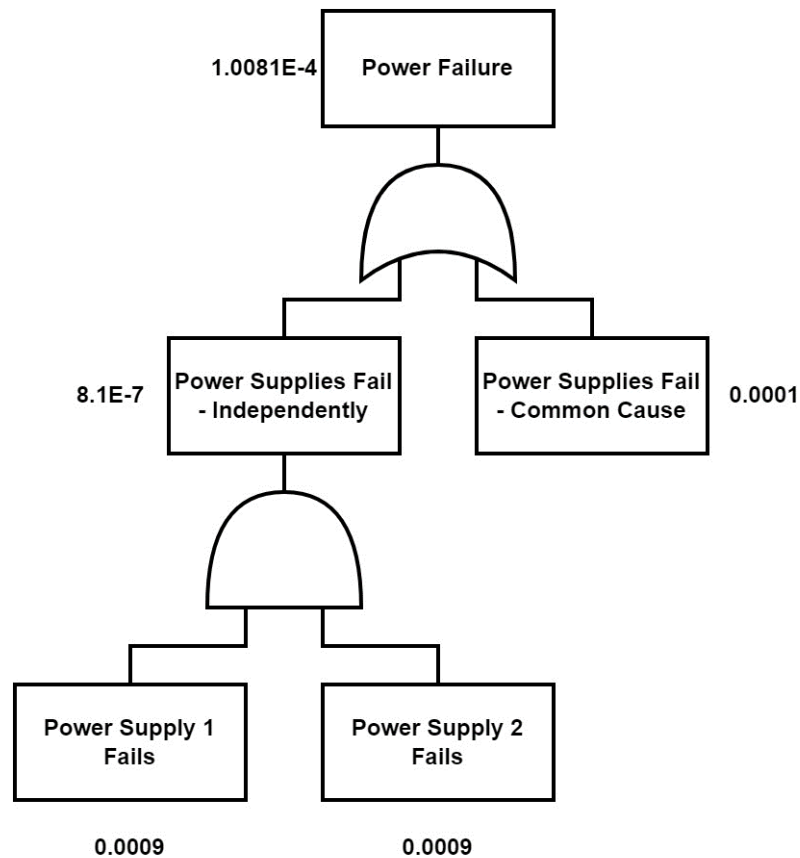 1.0081E-4
Power Failure
8.1E-7
Power Supplies Fail
- Independently
Power Supplies Fail
- Common Cause
0.0001
Power Supply 1
Fails
Power Supply 2
Fails
0.0009
0.0009